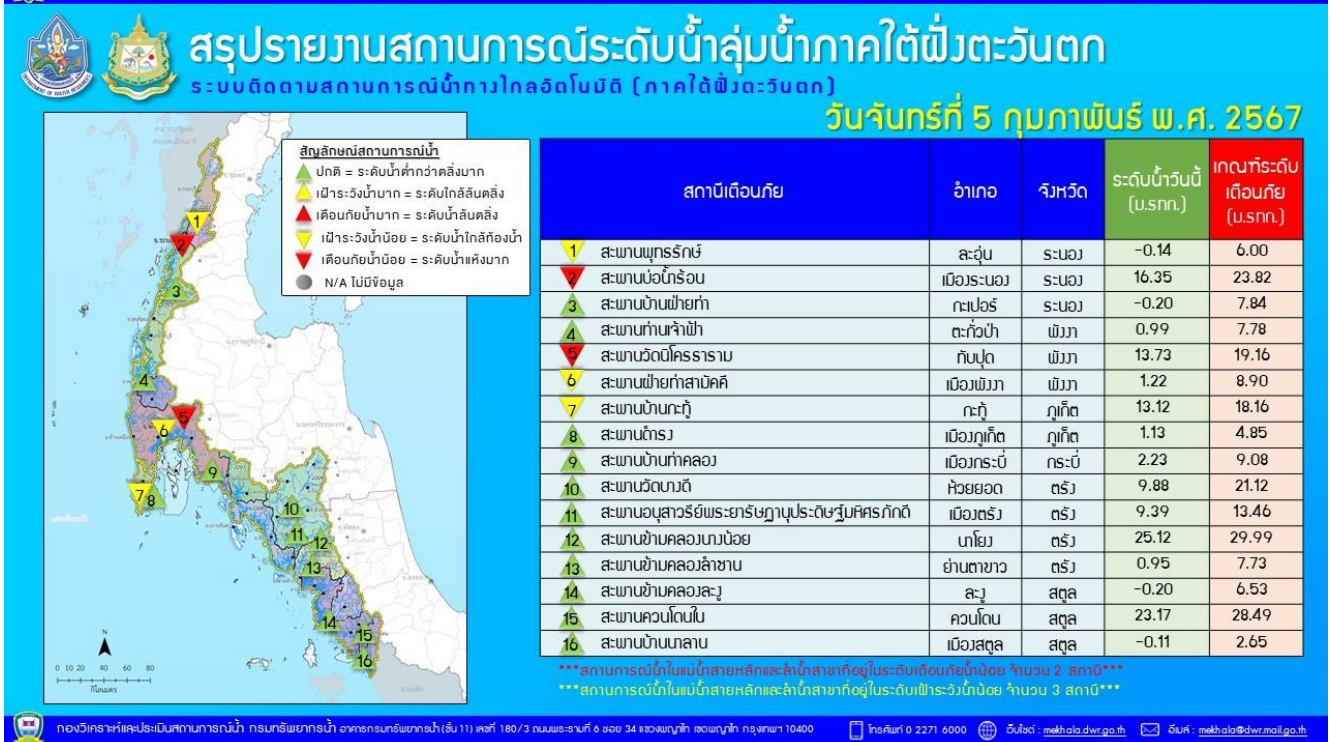 สรุปรายงานสถานการณ์ระดับน้ำลุ่มน้ำภาคใต้ฝั่งตะวันตก
ระบบติดตามสถานการณ์น้ำทางไกลอัตโนมัติ (ภาคใต้ฝั่งตะวันตก)
วันจันทร์ที่ 5 กุมภาพันธ์ พ.ศ. 2567
สัญลักษณ์สถานการณ์น้ำ
ปกติ = ระดับน้ำต่ำกว่าตลิ่งมาก
เฝ้าระวังน้ำมาก = ระดับใกล้ล้นตลิ่ง
เตือนภัยน้ำมาก = ระดับน้ำล้นตลิ่ง
เฝ้าระวังน้ำน้อย = ระดับน้ำใกล้ท้องน้ำ
เตือนภัยน้ำน้อย = ระดับน้ำแห้งมาก
N/A ไม่มีข้อมูล
1
2
3
4
5
6
7 8
9
10
11 12
13
14
15
16
N
0 10 20 40 60 80
กิโลเมตร
สถานีเตือนภัย อำเภอ จังหวัด ระดับน้ำวันนี้ (ม.รทก.) เกณฑ์ระดับเตือนภัย (ม.รทก.)
1 สะพานพุทธรักษ์ ละอุ่น ระนอง -0.14 6.00
2 สะพานบ่อน้ำร้อน เมืองระนอง ระนอง 16.35 23.82
3 สะพานบ้านฝ่ายท่า กะเปอร์ ระนอง -0.20 7.84
4 สะพานท่านเจ้าฟ้า ตะกั่วป่า พังงา 0.99 7.78
5 สะพานวัดนิโครธาราม ทับปุด พังงา 13.73 19.16
6 สะพานฝ่ายท่าสามัคคี เมืองพังงา พังงา 1.22 8.90
7 สะพานบ้านกะทู้ กะทู้ ภูเก็ต 13.12 18.16
8 สะพานดำรง เมืองภูเก็ต ภูเก็ต 1.13 4.85
9 สะพานบ้านท่าคลอง เมืองกระบี่ กระบี่ 2.23 9.08
10 สะพานวัดบางดี ห้วยยอด ตรัง 9.88 21.12
11 สะพานอนุสาวรีย์พระยารัษฎานุประดิษฐ์มหิศรภักดี เมืองตรัง ตรัง 9.39 13.46
12 สะพานข้ามคลองนางน้อย นาโยง ตรัง 25.12 29.99
13 สะพานข้ามคลองลำชาน ย่านตาขาว ตรัง 0.95 7.73
14 สะพานข้ามคลองละงู ละงู สตูล -0.20 6.53
15 สะพานควนโดนใน ควนโดน สตูล 23.17 28.49
16 สะพานบ้านนาลาน เมืองสตูล สตูล -0.11 2.65
***สถานการณ์น้ำในแม่น้ำสายหลักและลำน้ำสาขาที่อยู่ในระดับเตือนภัยน้ำน้อย จำนวน 2 สถานี***
***สถานการณ์น้ำในแม่น้ำสายหลักและลำน้ำสาขาที่อยู่ในระดับเฝ้าระวังน้ำน้อย จำนวน 3 สถานี***
กองวิเคราะห์และประเมินสถานการณ์น้ำ กรมทรัพยากรน้ำ อาคารกรมทรัพยากรน้ำ (ชั้น 11) เลขที่ 180/3 ถนนพระรามที่ 6 ซอย 34 แขวงพญาไท เขตพญาไท กรุงเทพฯ 10400 โทรศัพท์ 0 2271 6000 เว็บไซต์ : mekhala.dwr.go.th อีเมล์ : mekhala@dwr.mail.go.th